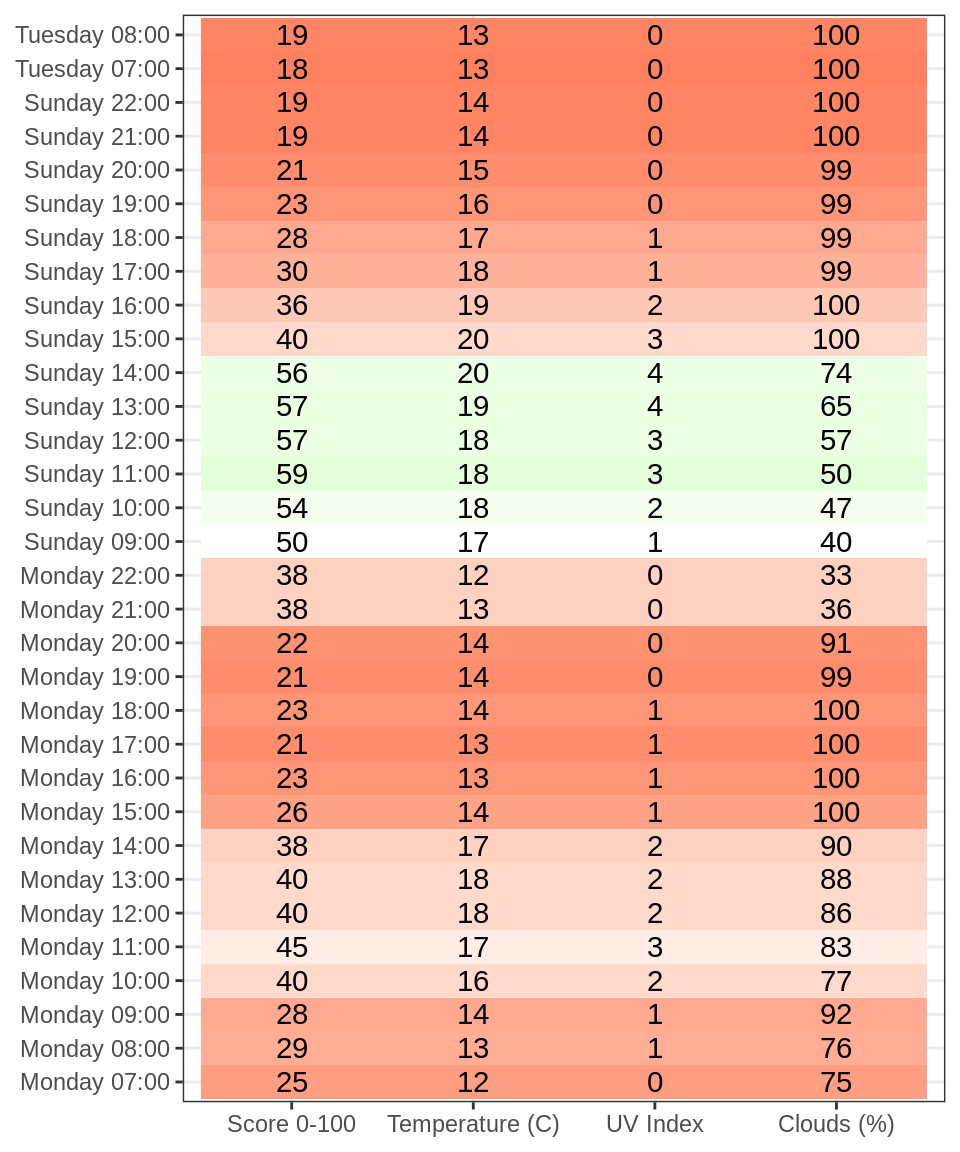 Tuesday 08:00 19 13 0 100
Tuesday 07:00 18 13 0 100
Sunday 22:00 19 14 0 100
Sunday 21:00 19 14 0 100
Sunday 20:00 21 15 0 99
Sunday 19:00 23 16 0 99
Sunday 18:00 28 17 1 99
Sunday 17:00 30 18 1 99
Sunday 16:00 36 19 2 100
Sunday 15:00 40 20 3 100
Sunday 14:00 56 20 4 74
Sunday 13:00 57 19 4 65
Sunday 12:00 57 18 3 57
Sunday 11:00 59 18 3 50
Sunday 10:00 54 18 2 47
Sunday 09:00 50 17 1 40
Monday 22:00 38 12 0 33
Monday 21:00 38 13 0 36
Monday 20:00 22 14 0 91
Monday 19:00 21 14 0 99
Monday 18:00 23 14 1 100
Monday 17:00 21 13 1 100
Monday 16:00 23 13 1 100
Monday 15:00 26 14 1 100
Monday 14:00 38 17 2 90
Monday 13:00 40 18 2 88
Monday 12:00 40 18 2 86
Monday 11:00 45 17 3 83
Monday 10:00 40 16 2 77
Monday 09:00 28 14 1 92
Monday 08:00 29 13 1 76
Monday 07:00 25 12 0 75
Score 0-100 Temperature (C) UV Index Clouds (%)